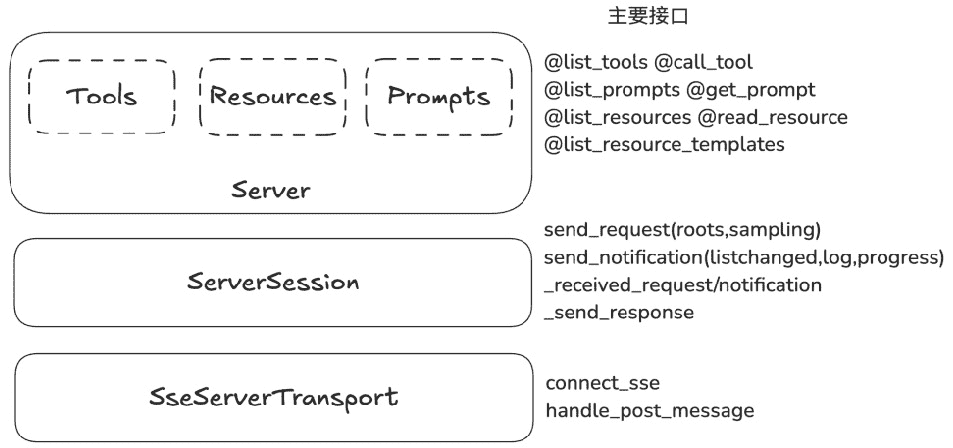 主要接口
Tools
Resources
Prompts
Server
@list_tools @call_tool
@list_prompts @get_prompt
@list_resources @read_resource
@list_resource_templates
ServerSession
send_request(roots,sampling)
send_notification(listchanged,log,progress)
_received_request/notification
_send_response
SseServerTransport
connect_sse
handle_post_message